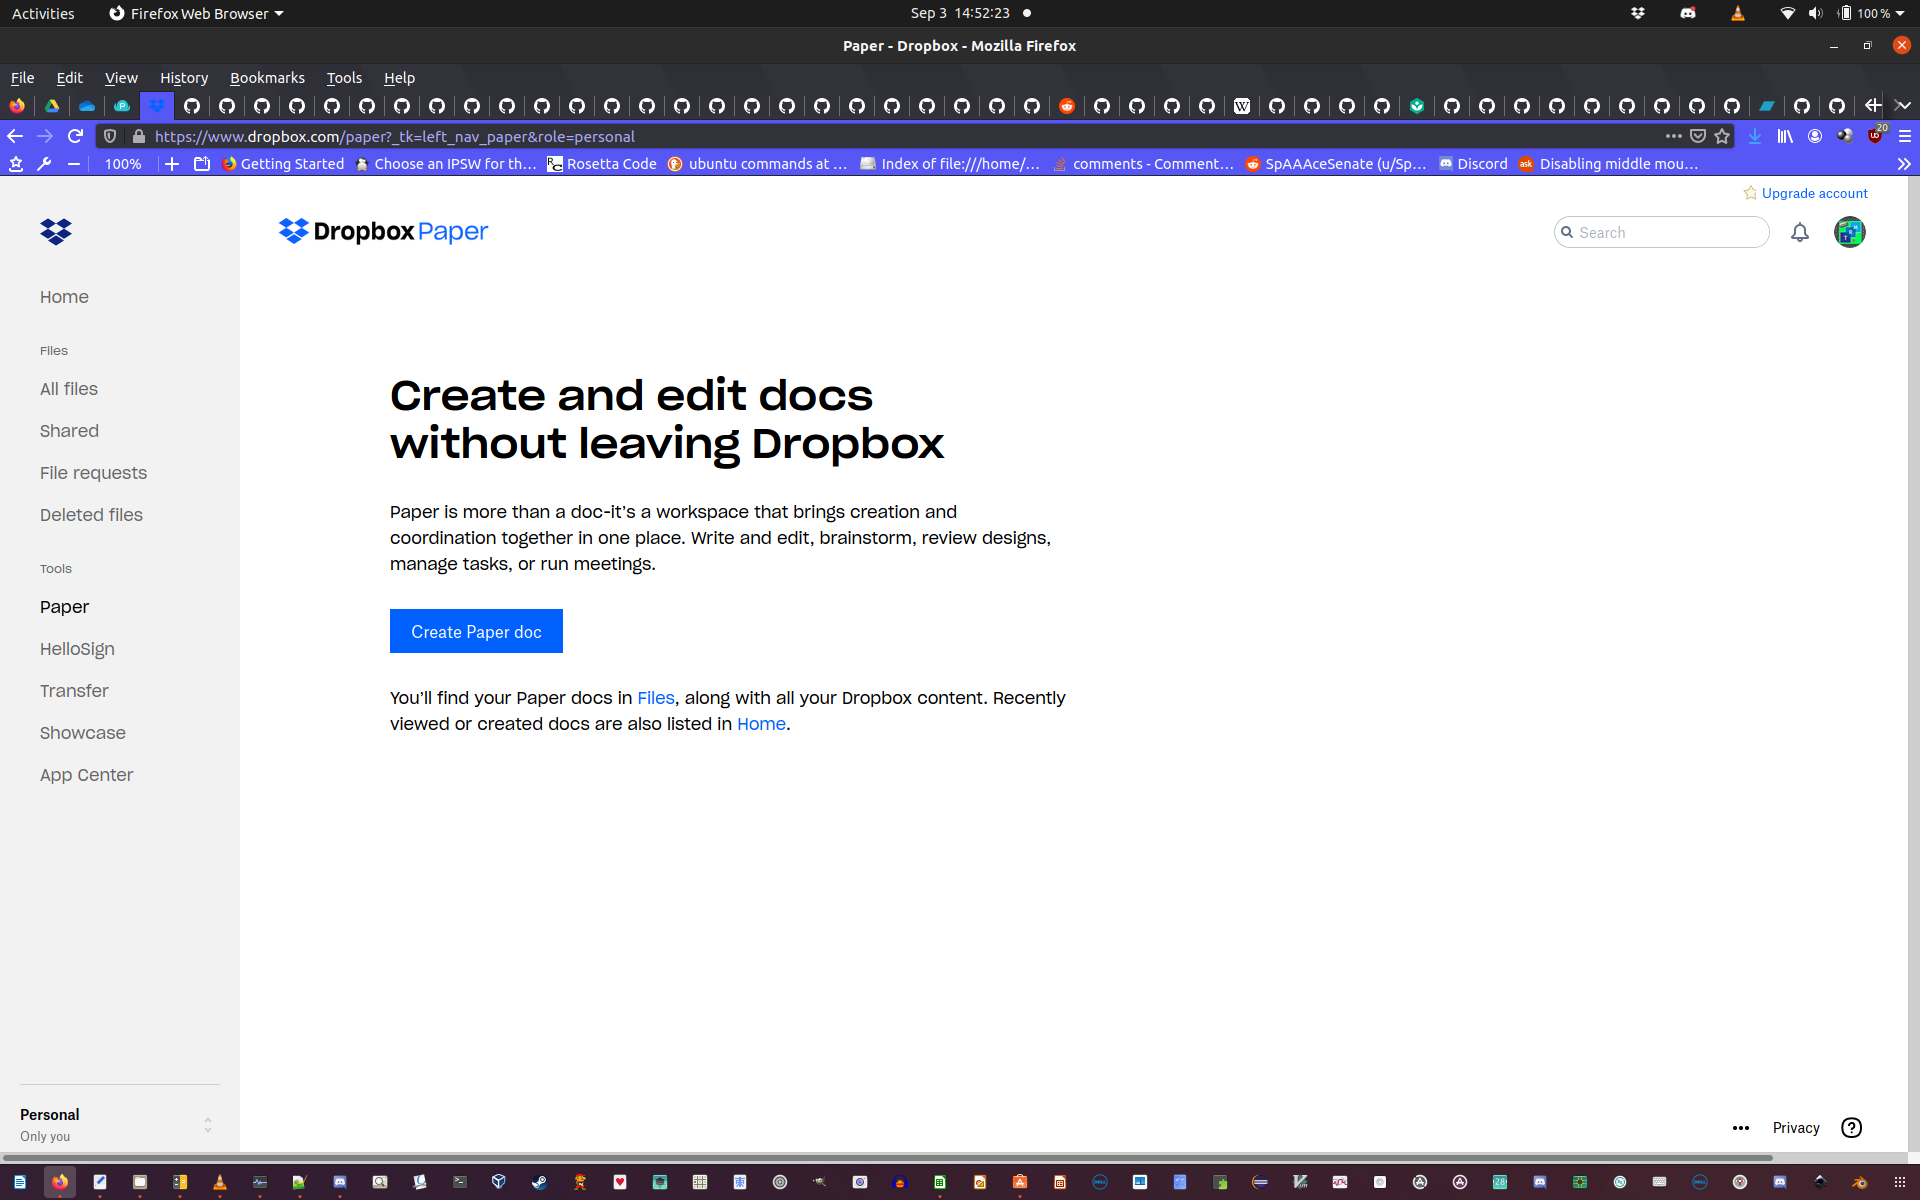 Activities
Firefox Web Browser
Sep 3 14:52:23
100 %
Paper - Dropbox - Mozilla Firefox
File Edit View History Bookmarks Tools Help
https://www.dropbox.com/paper?_tk=left_nav_paper&role=personal
20
100%
Getting Started
Choose an IPSW for th…
Rosetta Code
ubuntu commands at …
Index of file:///home/…
comments - Comment…
SpAAAceSenate (u/Sp…
Discord
Disabling middle mou…
Upgrade account
Dropbox Paper
Search
Home
Files
All files
Shared
File requests
Deleted files
Tools
Paper
HelloSign
Transfer
Showcase
App Center
Create and edit docs
without leaving Dropbox
Paper is more than a doc-it’s a workspace that brings creation and
coordination together in one place. Write and edit, brainstorm, review designs,
manage tasks, or run meetings.
Create Paper doc
You’ll find your Paper docs in Files, along with all your Dropbox content. Recently
viewed or created docs are also listed in Home.
Personal
Only you
Privacy